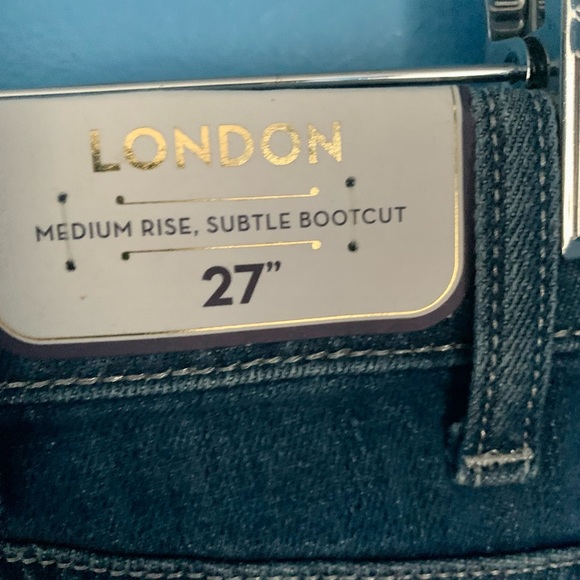 LONDON
MEDIUM RISE, SUBTLE BOOTCUT
27”